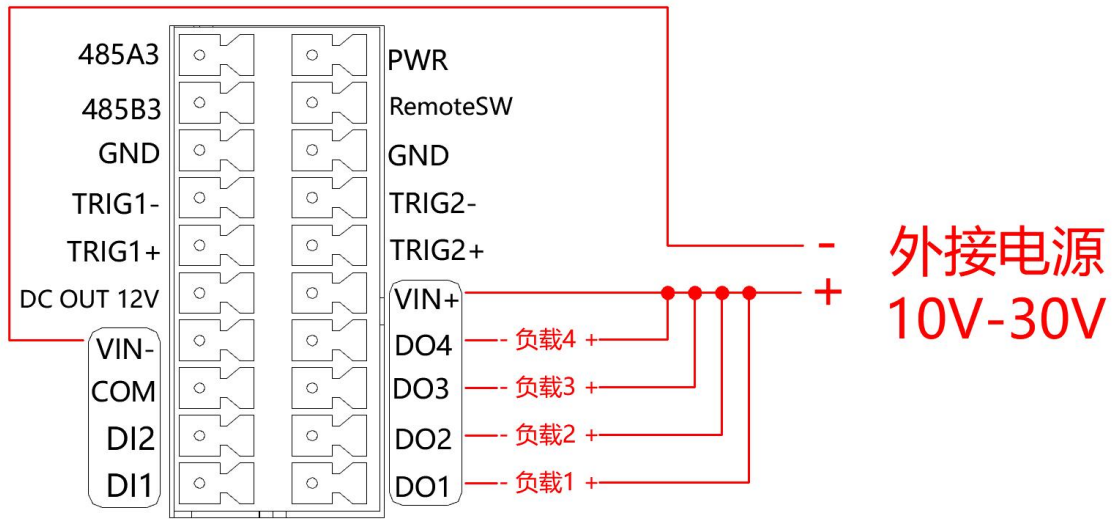 485A3
485B3
GND
TRIG1-
TRIG1+
DC OUT 12V
VIN-
COM
DI2
DI1
PWR
RemoteSW
GND
TRIG2-
TRIG2+
VIN+
DO4
DO3
DO2
DO1
- 负载4 +
- 负载3 +
- 负载2 +
- 负载1 +
-
+
外接电源
10V-30V